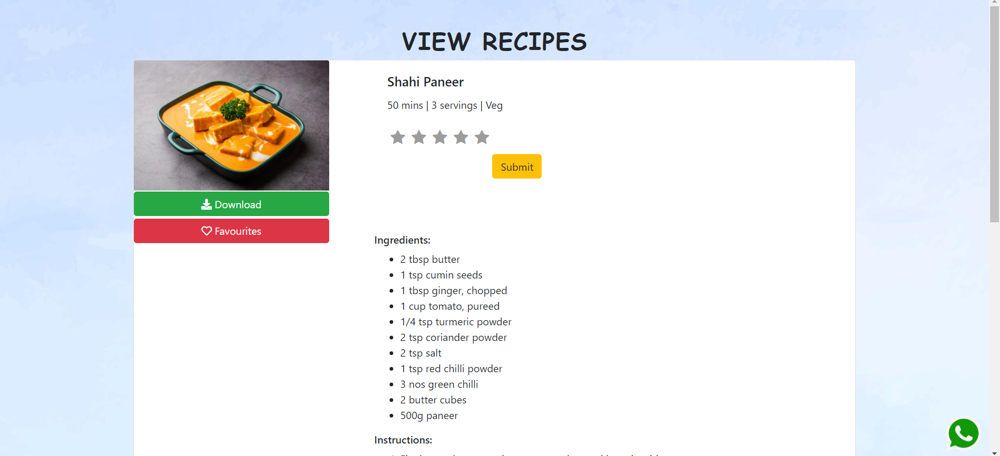 VIEW RECIPES
Shahi Paneer
50 mins | 3 servings | Veg
Submit
Download
Favourites
Ingredients:
2 tbsp butter
1 tsp cumin seeds
1 tbsp ginger, chopped
1 cup tomato, pureed
1/4 tsp turmeric powder
2 tsp coriander powder
2 tsp salt
1 tsp red chilli powder
3 nos green chilli
2 butter cubes
500g paneer
Instructions: